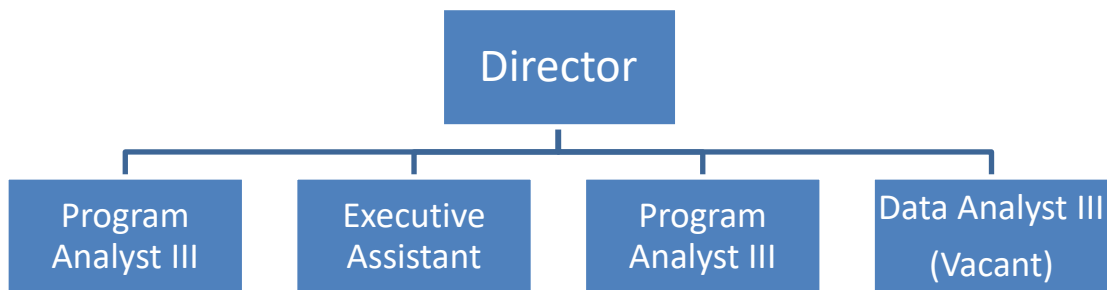 Director
Program
Analyst III
Executive
Assistant
Program
Analyst III
Data Analyst III
(Vacant)